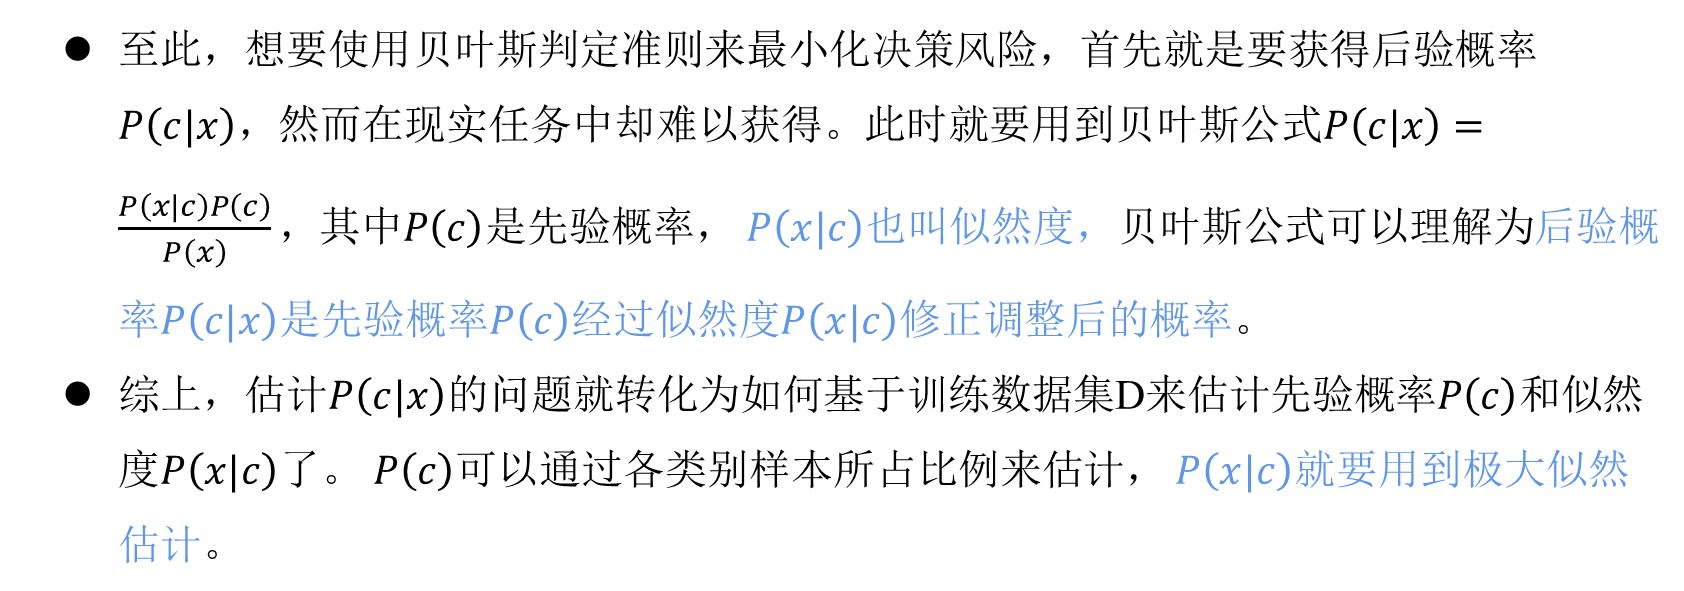 ● 至此，想要使用贝叶斯判定准则来最小化决策风险，首先就是要获得后验概率
P(c|x)，然而在现实任务中却难以获得。此时就要用到贝叶斯公式P(c|x) =
P(x|c)P(c)/P(x)，其中P(c)是先验概率， P(x|c)也叫似然度，贝叶斯公式可以理解为后验概
率P(c|x)是先验概率P(c)经过似然度P(x|c)修正调整后的概率。
● 综上，估计P(c|x)的问题就转化为如何基于训练数据集D来估计先验概率P(c)和似然
度P(x|c)了。 P(c)可以通过各类别样本所占比例来估计， P(x|c)就要用到极大似然
估计。